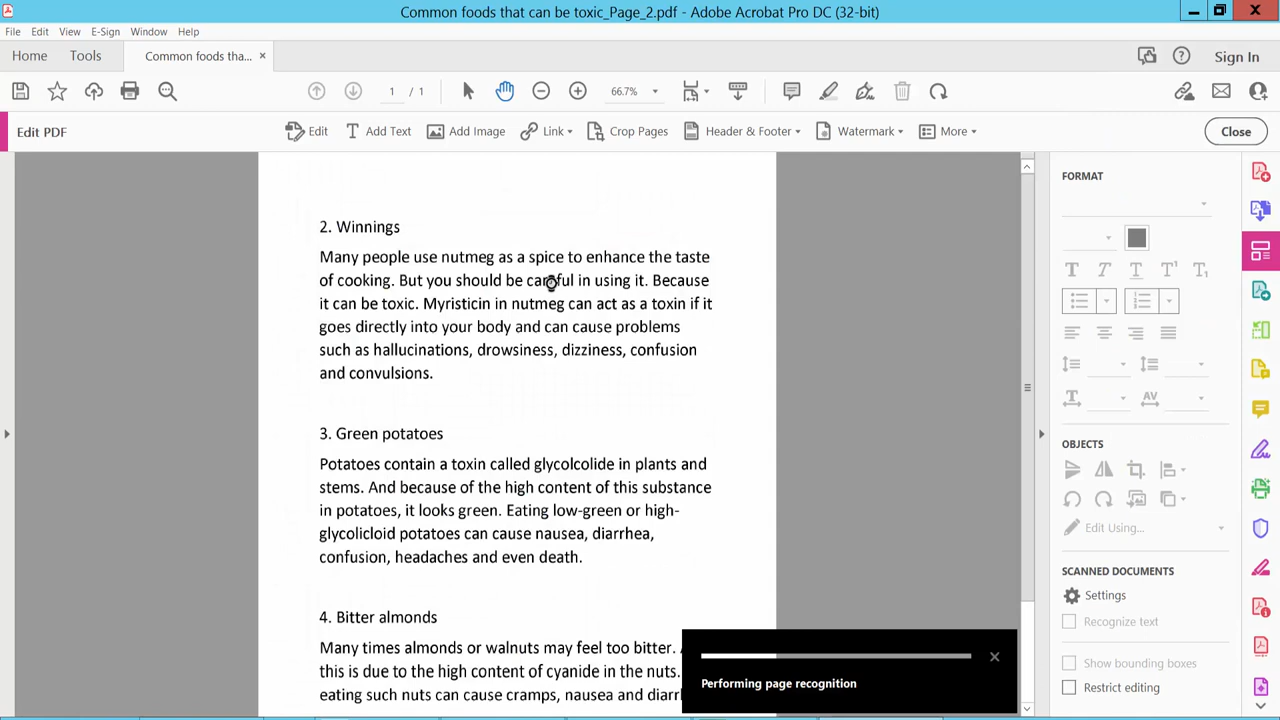 Common foods that can be toxic_Page_2.pdf - Adobe Acrobat Pro DC (32-bit)
File Edit View E-Sign Window Help
Home Tools Common foods tha... × Sign In
1 / 1 66.7%
Edit PDF Edit Add Text Add Image Link Crop Pages Header & Footer Watermark More Close
2. Winnings
Many people use nutmeg as a spice to enhance the taste
of cooking. But you should be careful in using it. Because
it can be toxic. Myristicin in nutmeg can act as a toxin if it
goes directly into your body and can cause problems
such as hallucinations, drowsiness, dizziness, confusion
and convulsions.
3. Green potatoes
Potatoes contain a toxin called glycolcolide in plants and
stems. And because of the high content of this substance
in potatoes, it looks green. Eating low-green or high-
glycolicloid potatoes can cause nausea, diarrhea,
confusion, headaches and even death.
4. Bitter almonds
Many times almonds or walnuts may feel too bitter.
this is due to the high content of cyanide in the nuts.
eating such nuts can cause cramps, nausea and
Performing page recognition
FORMAT
OBJECTS
Edit Using...
SCANNED DOCUMENTS
Settings
Recognize text
Show bounding boxes
Restrict editing